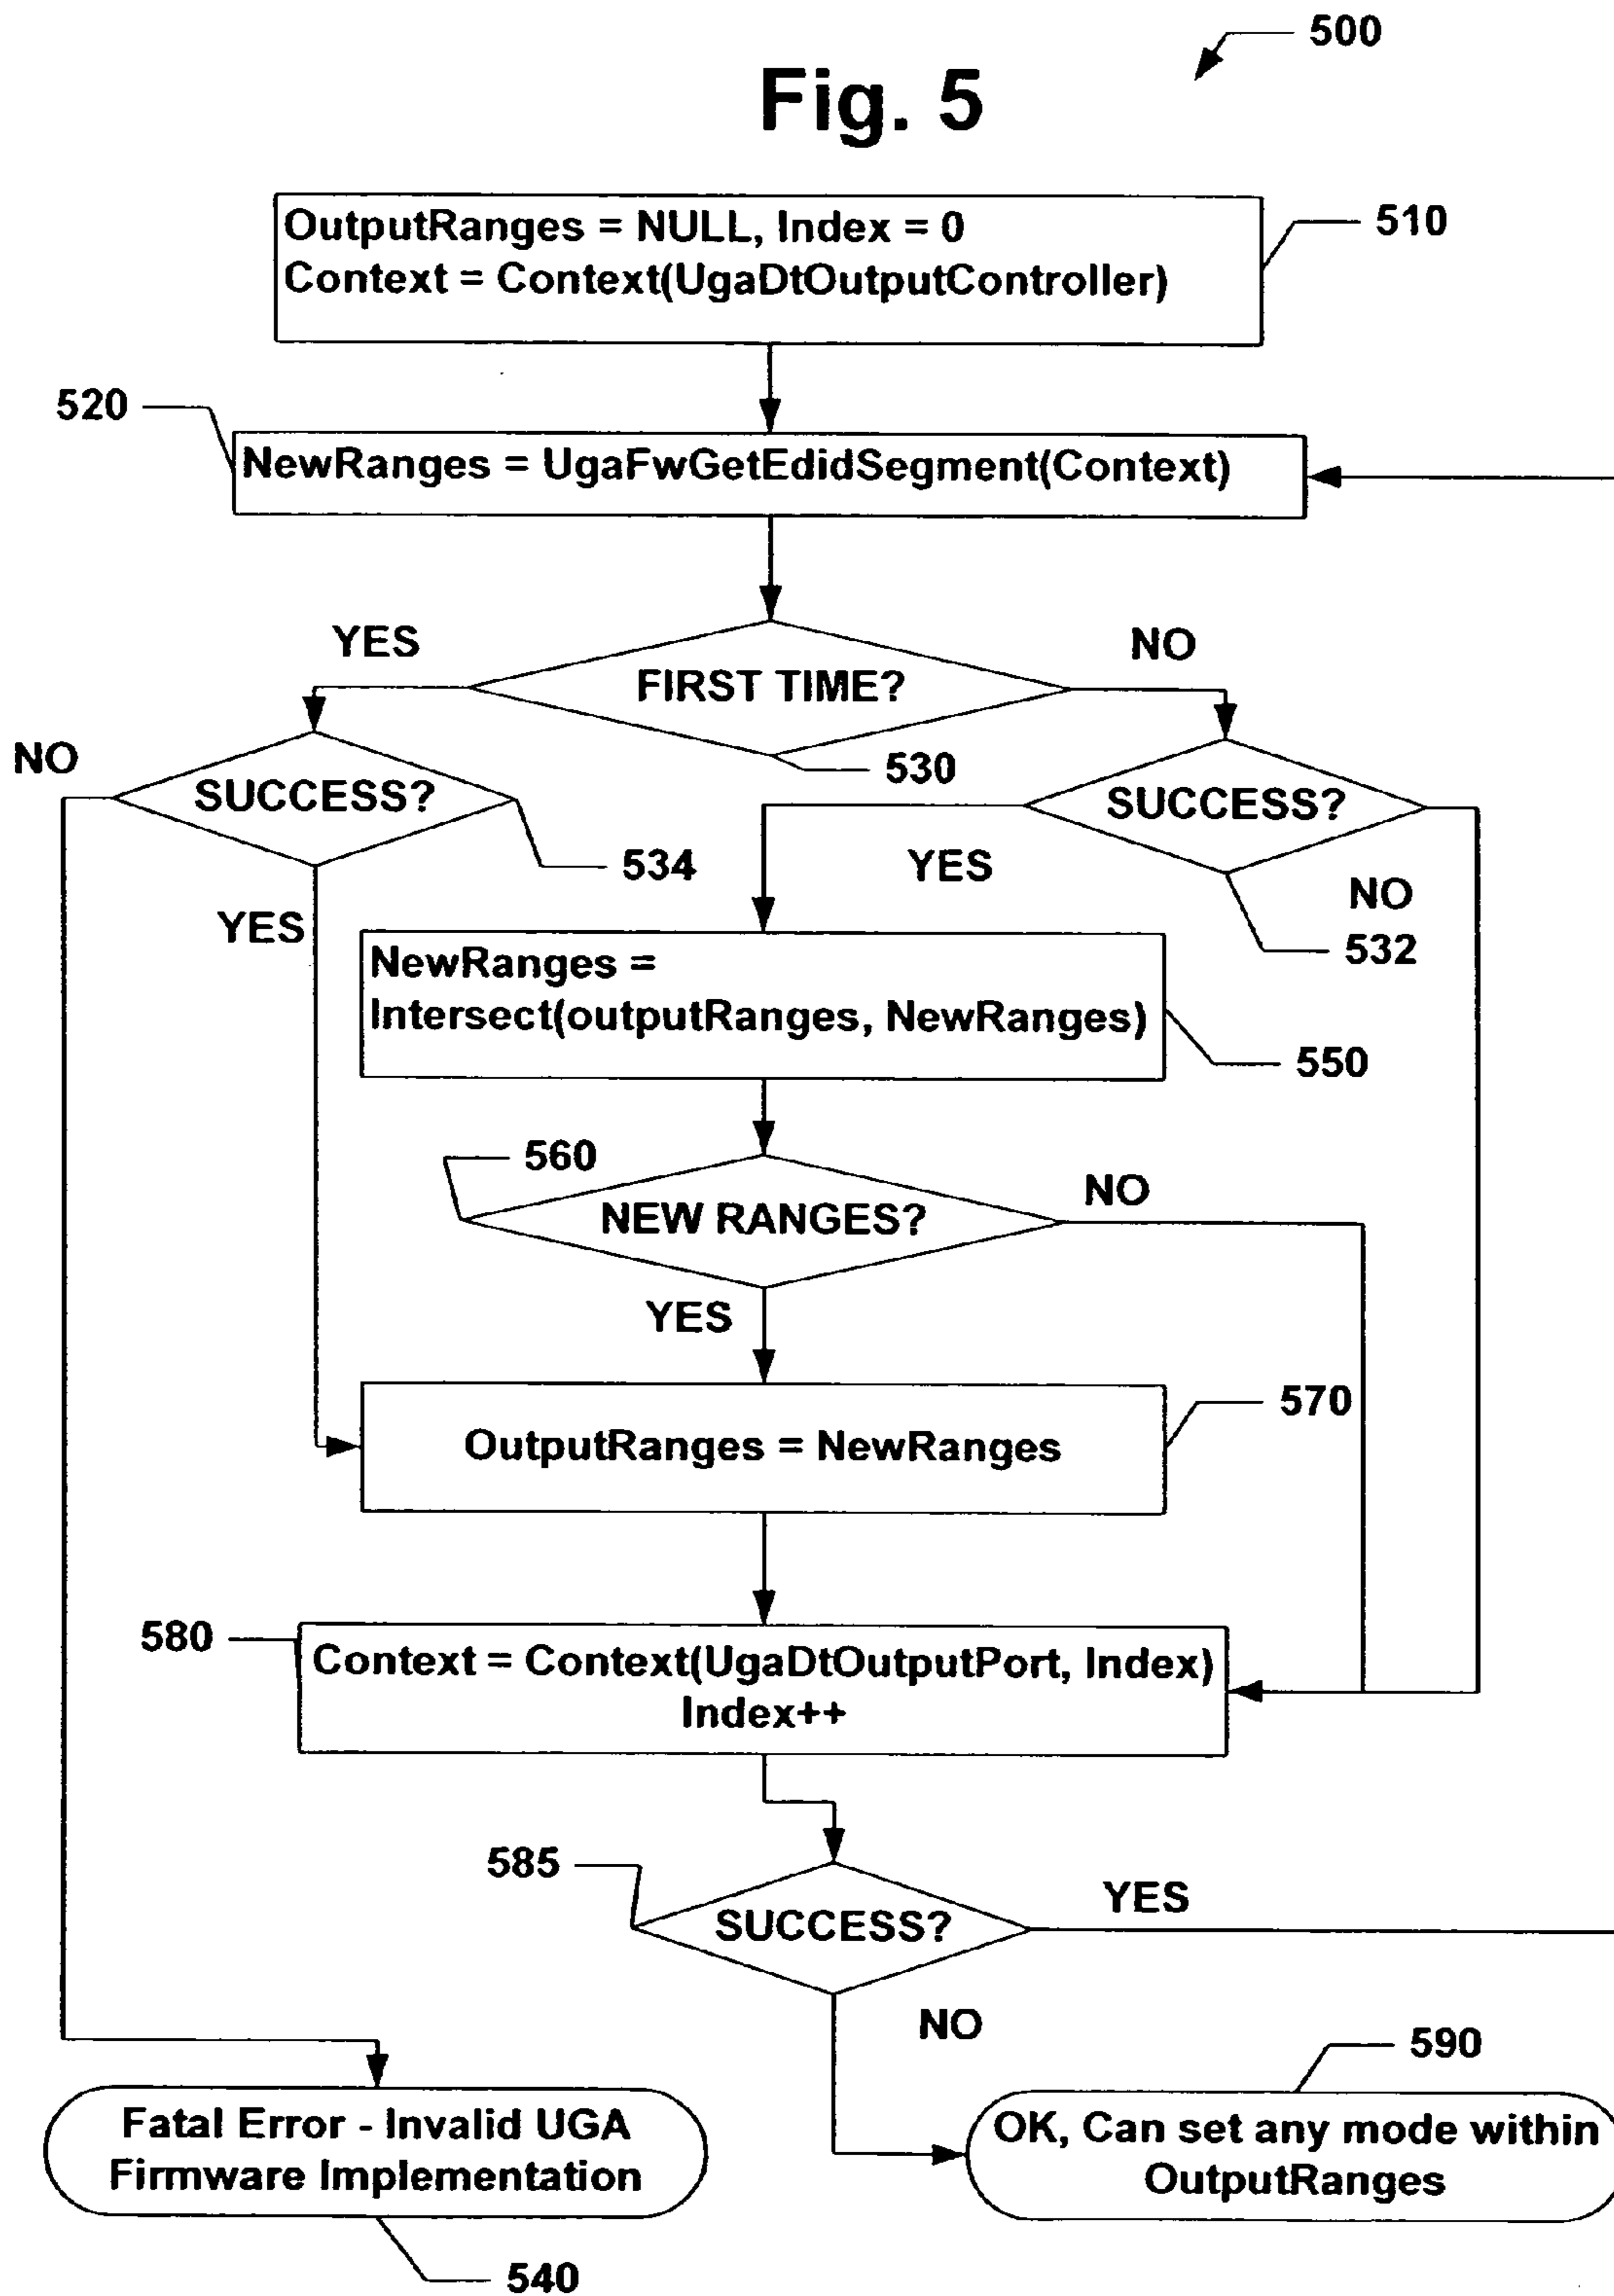 500
Fig. 5
OutputRanges = NULL, Index = 0
Context = Context(UgaDtOutputController)
510
520
NewRanges = UgaFwGetEdidSegment(Context)
YES
NO
FIRST TIME?
530
NO
SUCCESS?
534
YES
SUCCESS?
YES
NO
532
NewRanges =
Intersect(outputRanges, NewRanges)
550
560
NEW RANGES?
NO
YES
OutputRanges = NewRanges
570
580
Context = Context(UgaDtOutputPort, Index)
Index++
585
SUCCESS?
YES
NO
590
Fatal Error - Invalid UGA
Firmware Implementation
540
OK, Can set any mode within
OutputRanges